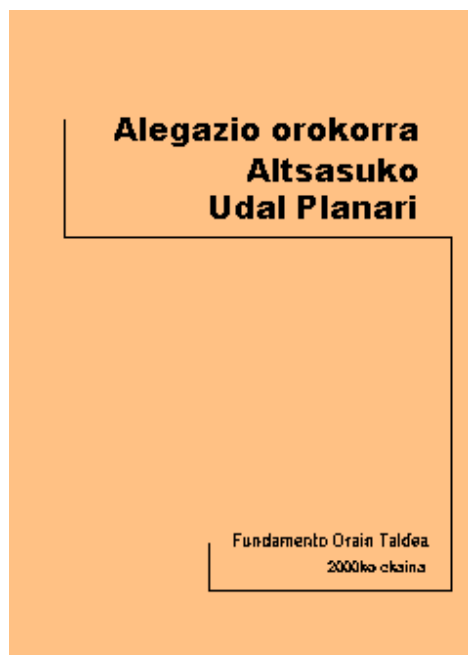 Alegazio orokorra
Altsasuko
Udal Planari
Fundamento Orain Taldea
2000ko ekaina